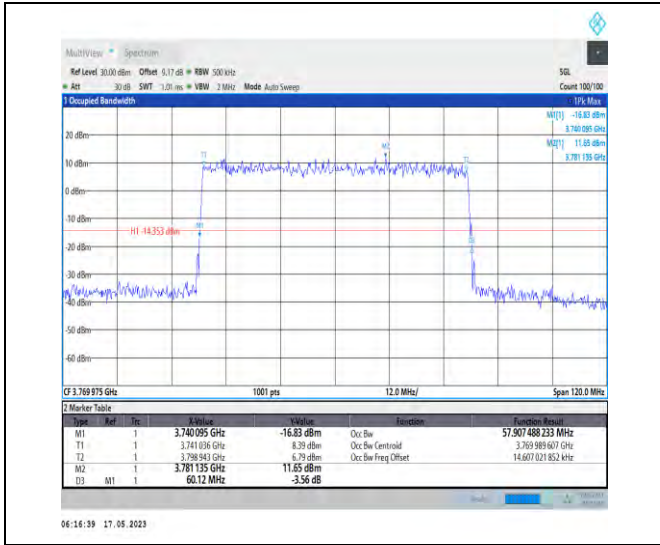 MultiView Spectrum
Ref Level 30.00 dBm Offset 9.17 dB RBW 500 kHz SGL
Att 30 dB SWT 1.01 ms VBW 2 MHz Mode Auto Sweep Count 100/100
1 Occupied Bandwidth 1Pk Max
M1[1] -16.83 dBm
3.740 095 GHz
M2[1] 11.65 dBm
3.781 135 GHz
20 dBm
10 dBm
0 dBm
-10 dBm
-20 dBm
-30 dBm
-40 dBm
-50 dBm
-60 dBm
M2
T1
H1 -14.353 dBm
M1
CF 3.769 975 GHz 1001 pts 12.0 MHz/ Span 120.0 MHz
2 Marker Table
Type Ref Trc X-Value Y-Value Function Function Result
M1 1 3.740 095 GHz -16.83 dBm Occ Bw 57.907 488 233 MHz
T1 1 3.741 036 GHz 8.39 dBm Occ Bw Centroid 3.769 989 607 GHz
T2 1 3.798 943 GHz 6.79 dBm Occ Bw Freq Offset 14.607 021 852 kHz
M2 1 3.781 135 GHz 11.65 dBm
D3 M1 1 60.12 MHz -3.56 dB
06:16:39 17.05.2023